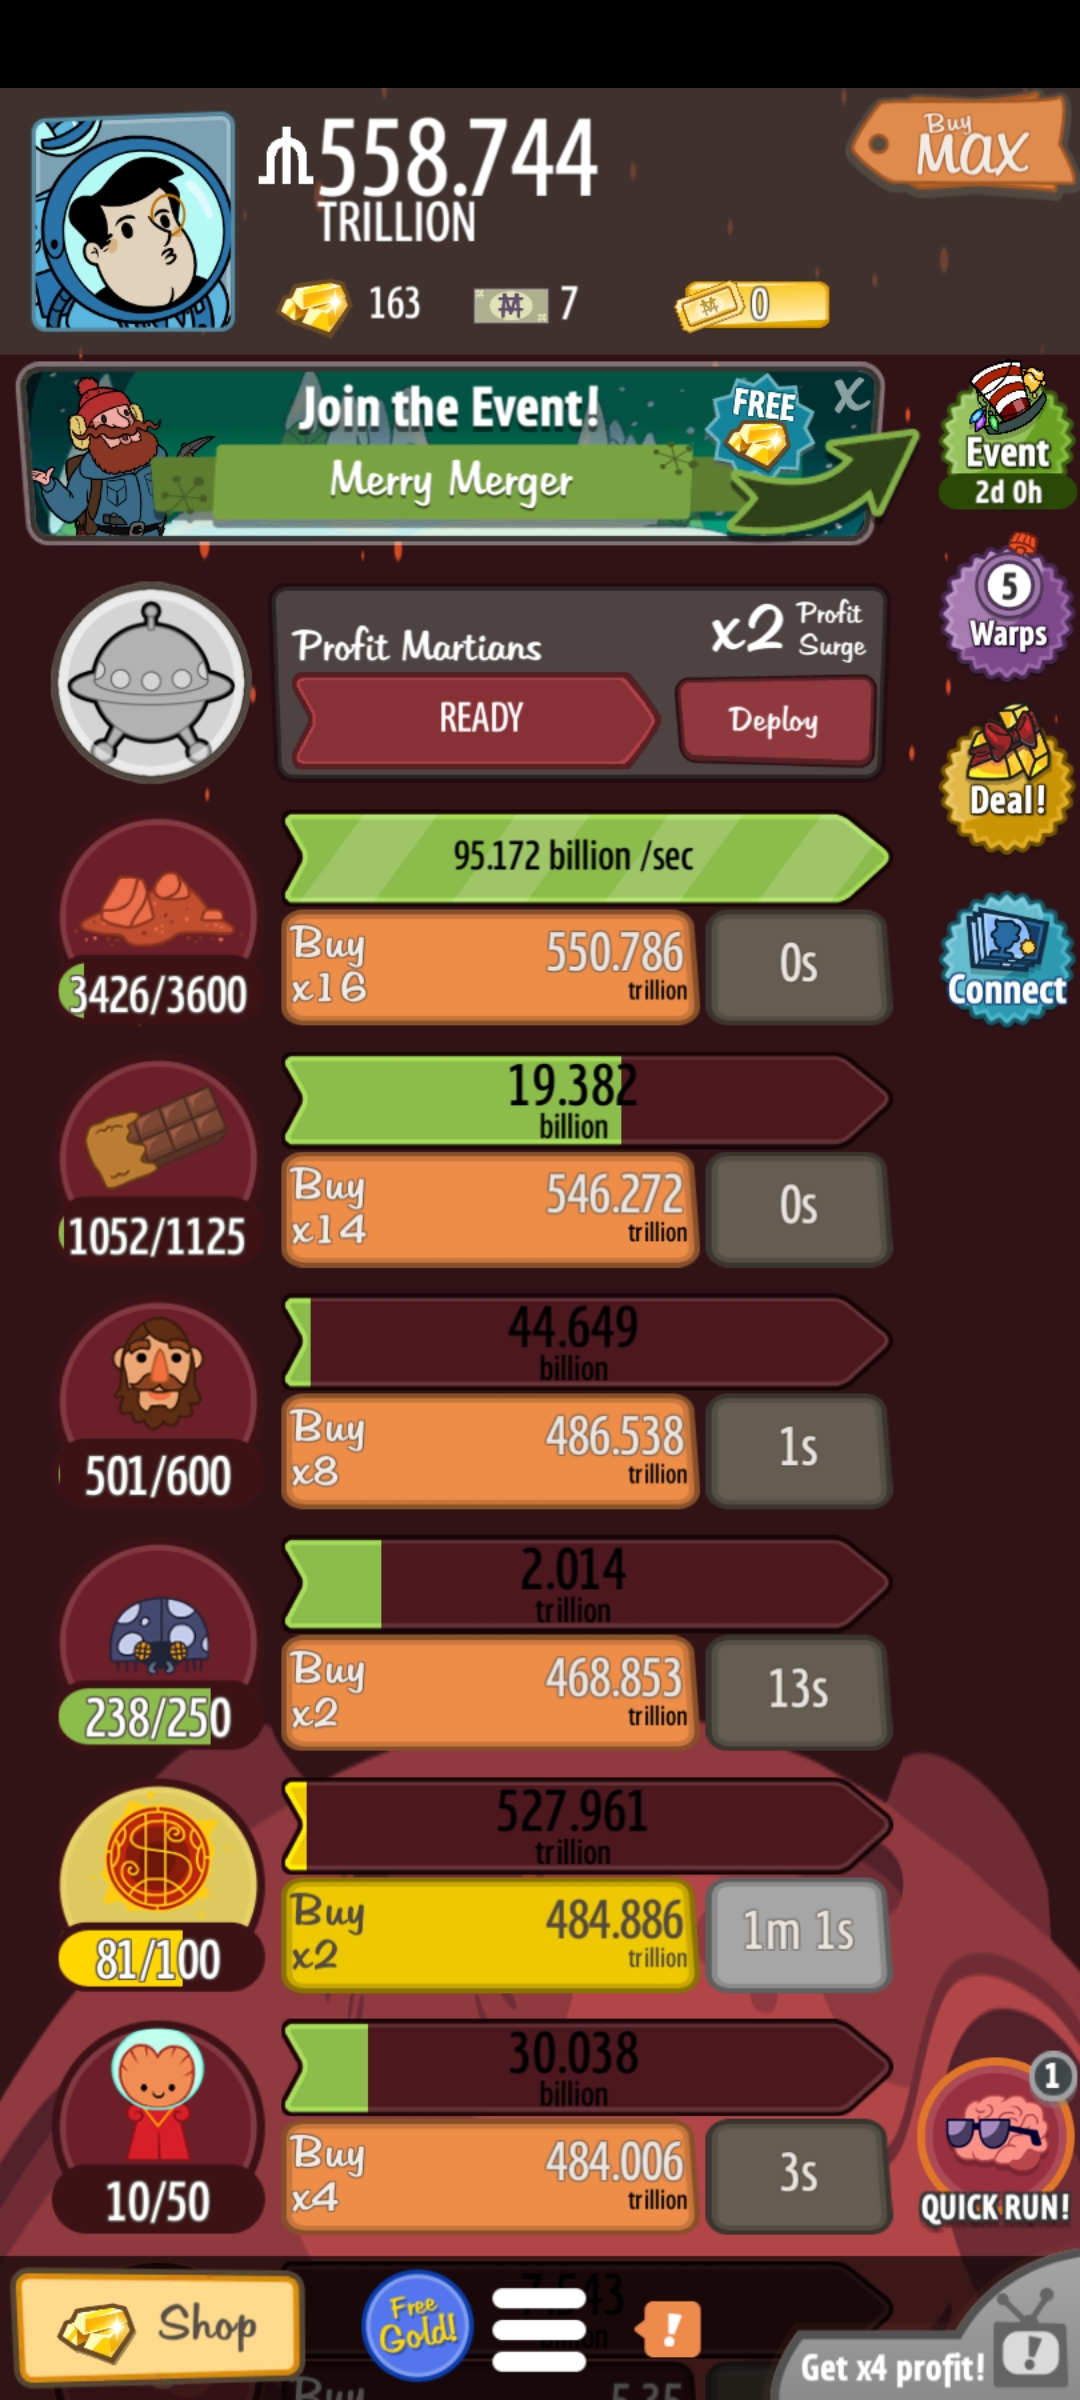 558.744
TRILLION
Buy
MAX
163
7
0
Join the Event!
FREE
X
Merry Merger
Event
2d 0h
5
Warps
Profit Martians
x2 Profit
Surge
READY
Deploy
Deal!
95.172 billion /sec
Buy
x16
550.786
trillion
0s
3426/3600
Connect
19.382
billion
Buy
x14
546.272
trillion
0s
1052/1125
44.649
billion
Buy
x8
486.538
trillion
1s
501/600
2.014
trillion
Buy
x2
468.853
trillion
13s
238/250
527.961
trillion
Buy
x2
484.886
trillion
1m 1s
81/100
30.038
billion
Buy
x4
484.006
trillion
3s
10/50
1
QUICK RUN!
Shop
Free
Gold!
!
Get x4 profit!
!
Buy